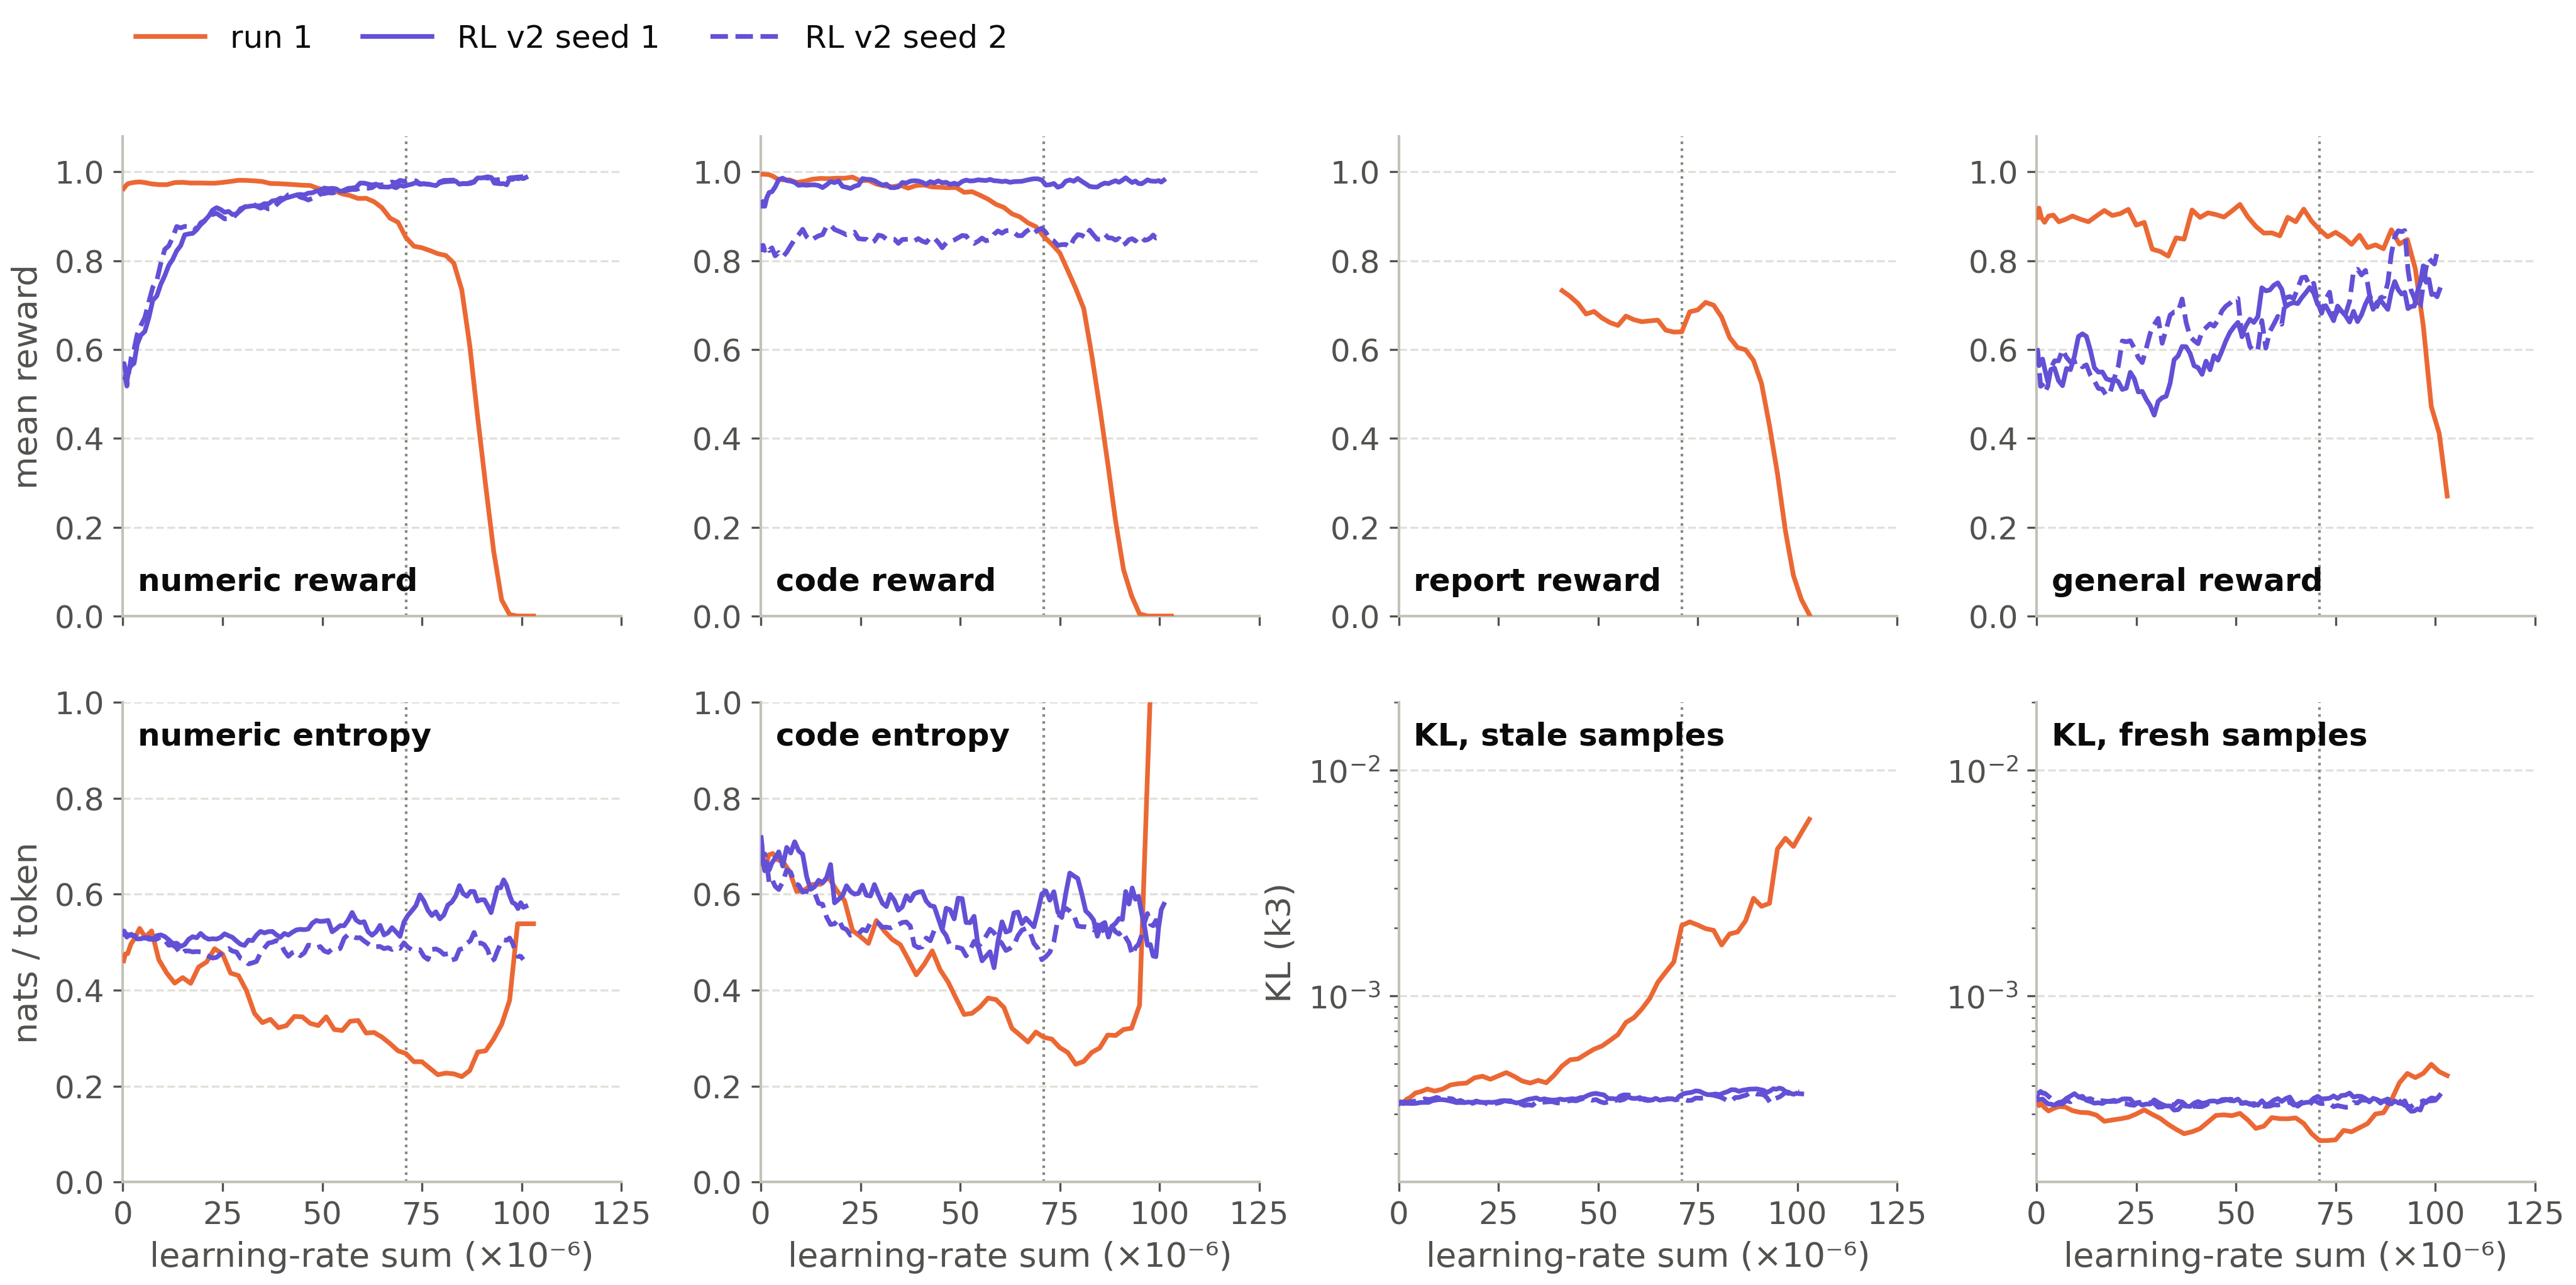 run 1
RL v2 seed 1
RL v2 seed 2
mean reward
1.0
0.8
0.6
0.4
0.2
0.0
numeric reward
1.0
0.8
0.6
0.4
0.2
0.0
code reward
1.0
0.8
0.6
0.4
0.2
0.0
report reward
1.0
0.8
0.6
0.4
0.2
0.0
general reward
nats / token
1.0
0.8
0.6
0.4
0.2
0.0
numeric entropy
0 25 50 75 100 125
learning-rate sum (×10⁻⁶)
1.0
0.8
0.6
0.4
0.2
0.0
code entropy
0 25 50 75 100 125
learning-rate sum (×10⁻⁶)
KL (k3)
10⁻²
10⁻³
KL, stale samples
0 25 50 75 100 125
learning-rate sum (×10⁻⁶)
10⁻²
10⁻³
KL, fresh samples
0 25 50 75 100 125
learning-rate sum (×10⁻⁶)